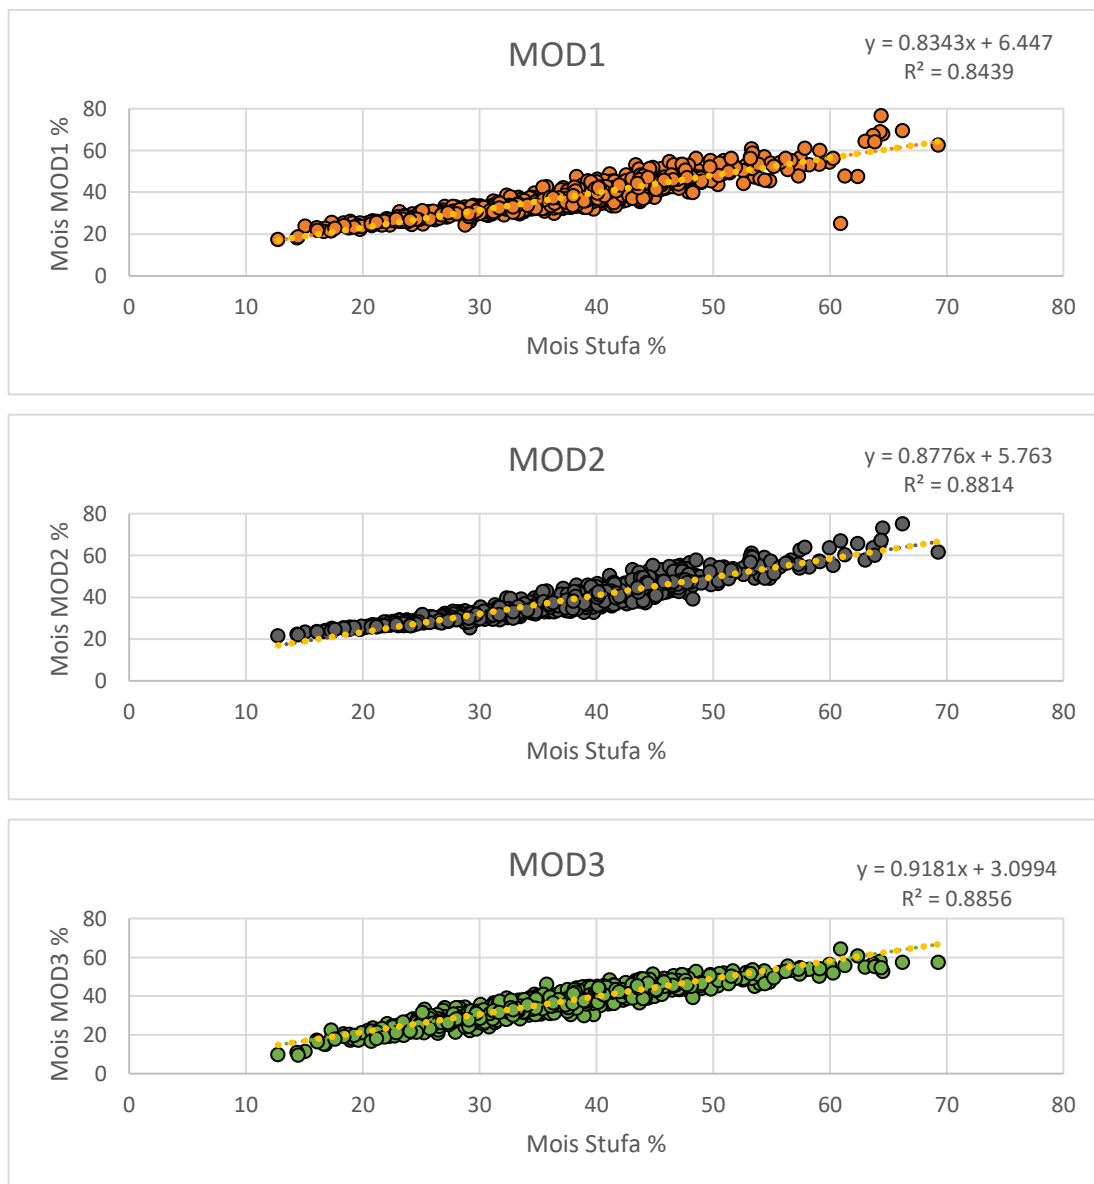 MOD1
y = 0.8343x + 6.447
R² = 0.8439
Mois MOD1 %
80
60
40
20
0
0 10 20 30 40 50 60 70 80
Mois Stufa %
MOD2
y = 0.8776x + 5.763
R² = 0.8814
Mois MOD2 %
80
60
40
20
0
0 10 20 30 40 50 60 70 80
Mois Stufa %
MOD3
y = 0.9181x + 3.0994
R² = 0.8856
Mois MOD3 %
80
60
40
20
0
0 10 20 30 40 50 60 70 80
Mois Stufa %